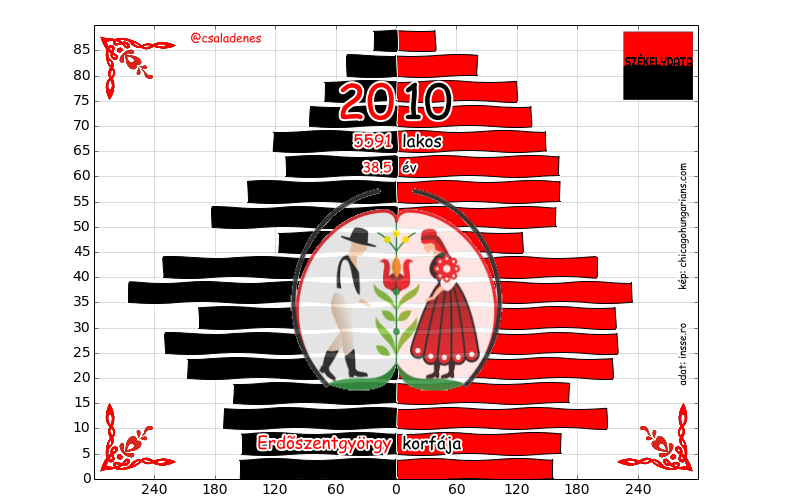 @csaladenes
SZÉKELYDATA
2010
5591 lakos
38.5 év
kép: chicagohungarians.com
adat: insse.ro
Erdőszentgyörgy korfája
85
80
75
70
65
60
55
50
45
40
35
30
25
20
15
10
5
0
240 180 120 60 0 60 120 180 240